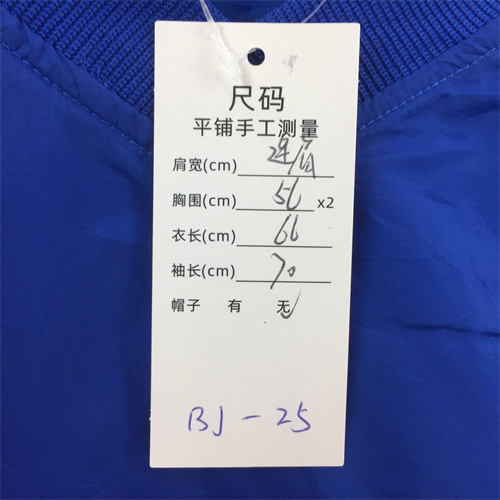 尺码
平铺手工测量
肩宽(cm) 连肩
胸围(cm) 56 x2
衣长(cm) 66
袖长(cm) 70
帽子 有 无✓
BJ-25